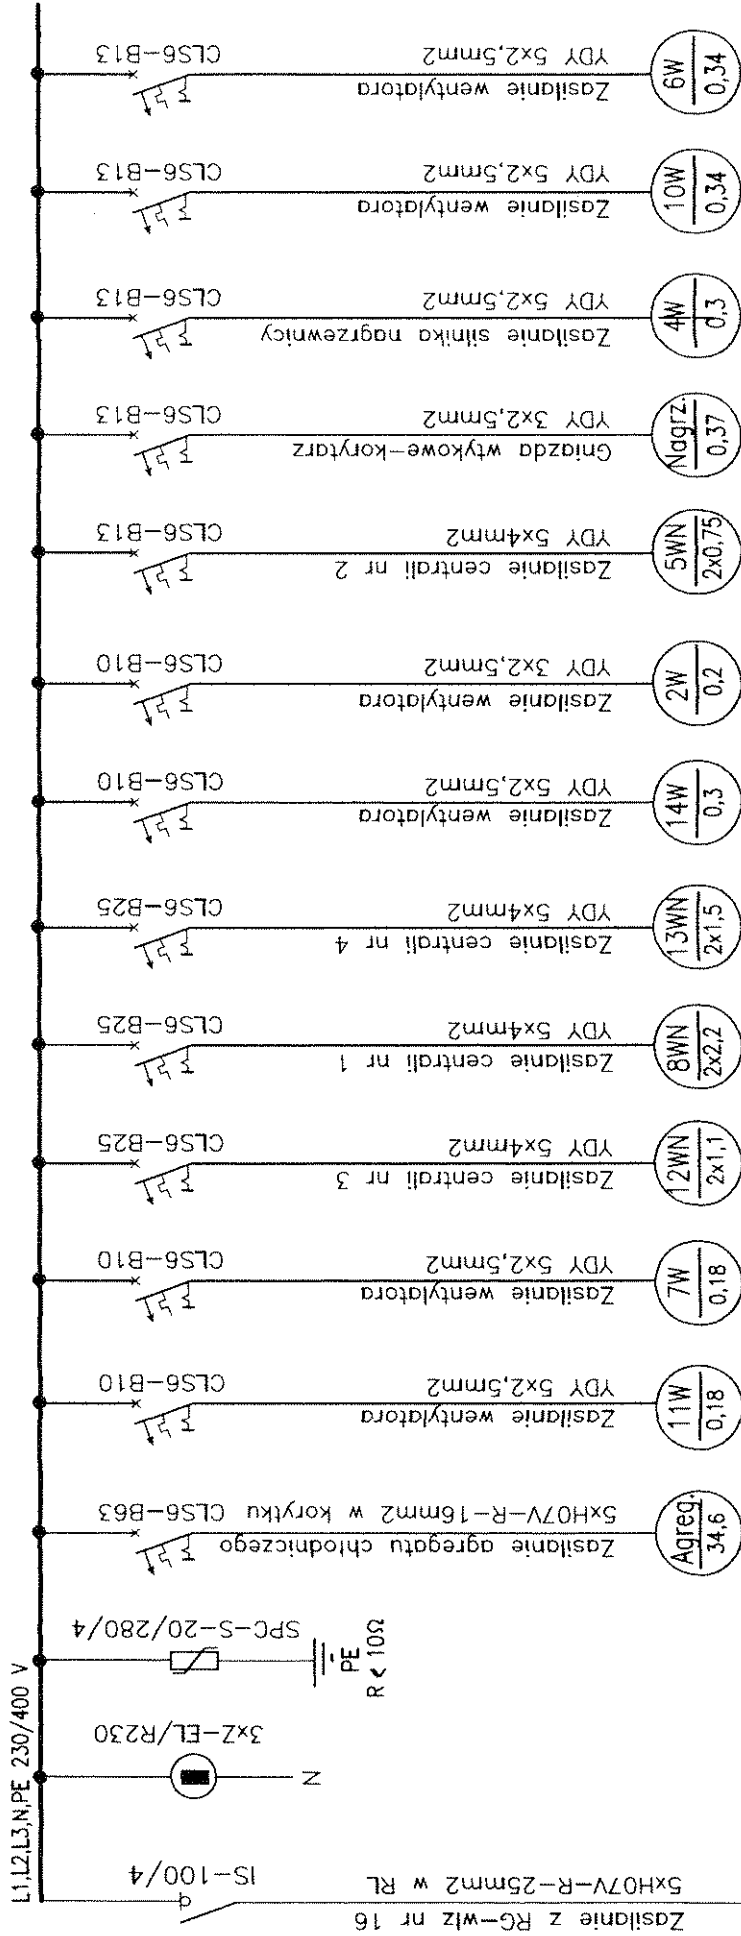 L1,L2,L3,N,PE 230/400 V
Zasilanie z RG-wlz nr 16
5xH07V-R-25mm2 w RL
IS-100/4
3xZ-EL/R230
N
SPC-S-20/280/4
PE
R < 10Ω
CLS6-B63
Zasilanie agregatu chłodniczego
5xH07V-R-16mm2 w korytku
Agreg.
34,6
CLS6-B10
Zasilanie wentylatora
YDY 5x2,5mm2
11W
0,18
CLS6-B10
Zasilanie wentylatora
YDY 5x2,5mm2
7W
0,18
CLS6-B25
Zasilanie centrali nr 3
YDY 5x4mm2
12WN
2x1,1
CLS6-B25
Zasilanie centrali nr 1
YDY 5x4mm2
8WN
2x2,2
CLS6-B25
Zasilanie centrali nr 4
YDY 5x4mm2
13WN
2x1,5
CLS6-B10
Zasilanie wentylatora
YDY 5x2,5mm2
14W
0,3
CLS6-B10
Zasilanie wentylatora
YDY 3x2,5mm2
2W
0,2
CLS6-B13
Zasilanie centrali nr 2
YDY 5x4mm2
5WN
2x0,75
CLS6-B13
Gniazda wtykowe-korytarz
YDY 3x2,5mm2
Nagrz.
0,37
CLS6-B13
Zasilanie silnika nagrzewnicy
YDY 5x2,5mm2
4W
0,3
CLS6-B13
Zasilanie wentylatora
YDY 5x2,5mm2
10W
0,34
CLS6-B13
Zasilanie wentylatora
YDY 5x2,5mm2
6W
0,34